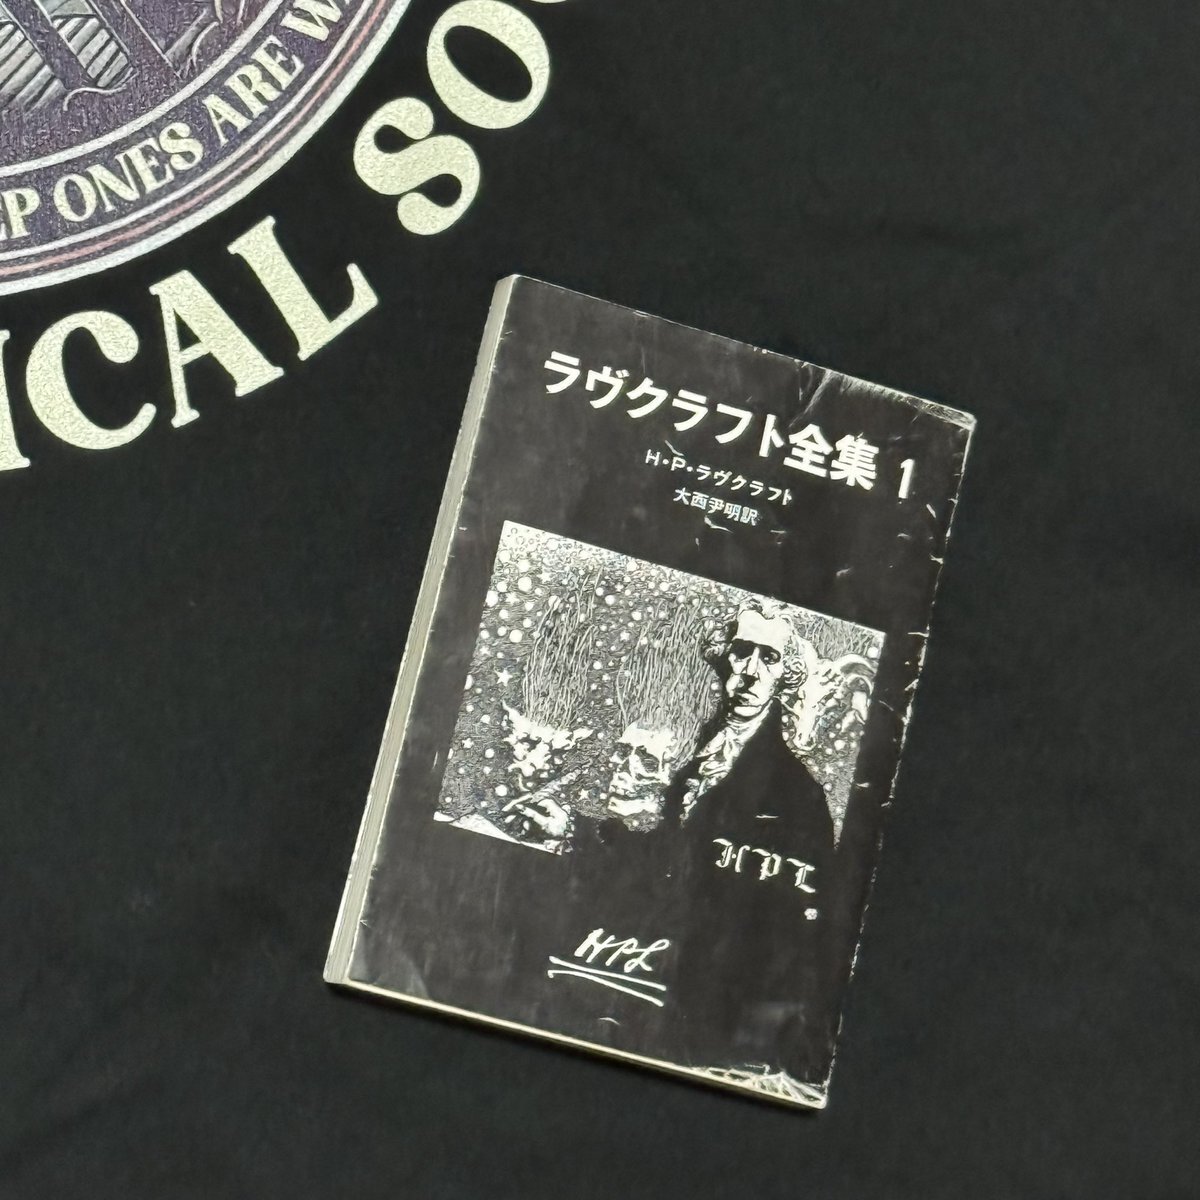 EP ONES ARE W
ICAL SO
ラヴクラフト全集 1
H・P・ラヴクラフト
大西尹明訳
HPL
HPL